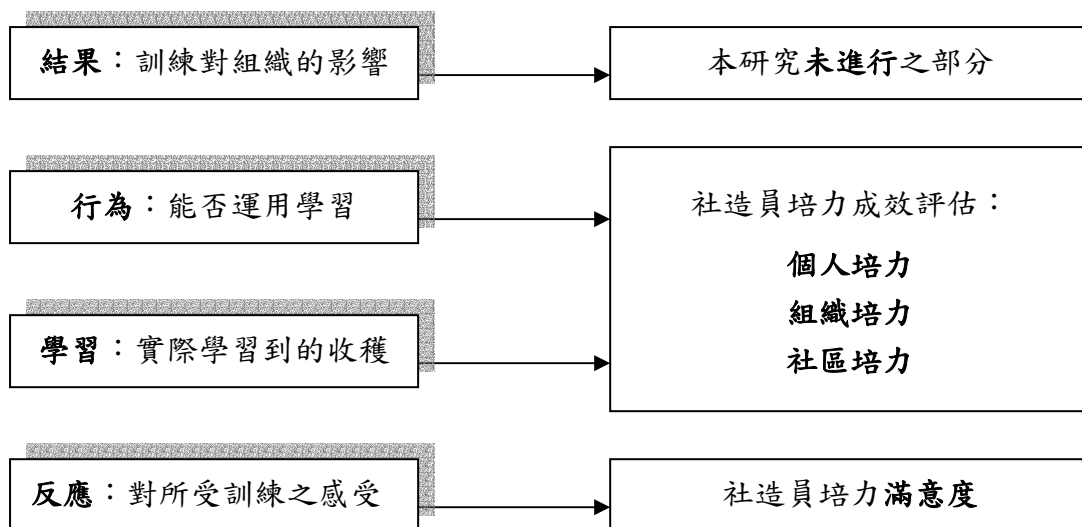 結果：訓練對組織的影響
本研究未進行之部分
行為：能否運用學習
社造員培力成效評估：
個人培力
組織培力
社區培力
學習：實際學習到的收穫
反應：對所受訓練之感受
社造員培力滿意度